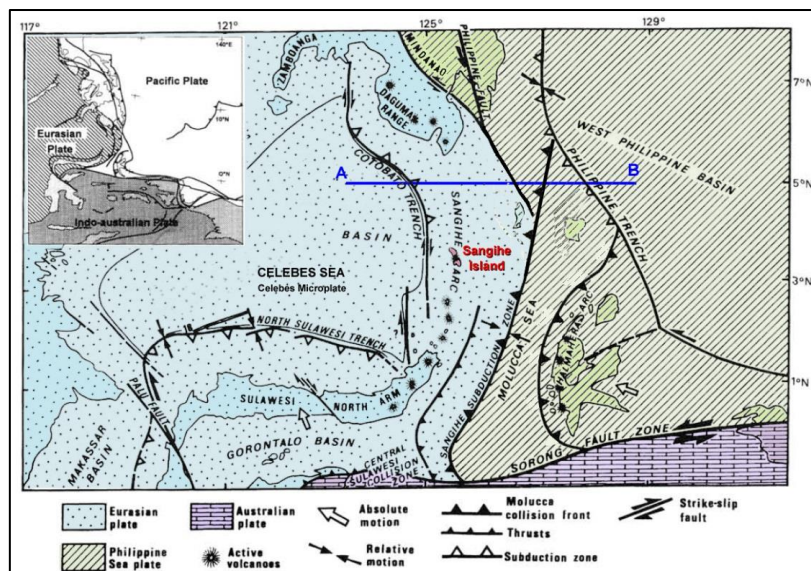 117°
121°
125°
129°
140°E
Pacific Plate
10°N
Eurasian
Plate
0°N
Indo-australian Plate
ZAMBOANGA
MINDANAO
PHILIPPINE FAULT
DAGUMA
RANGE
7°N
WEST PHILIPPINE BASIN
A
B
COTOBATO TRENCH
PHILIPPINE TRENCH
5°N
SANGIHE ARC
BASIN
Sangihe
Island
CELEBES SEA
Celebes Microplate
3°N
NORTH SULAWESI TRENCH
SANGIHE SUBDUCTION ZONE
MOLUCCA SEA
HALMAHERAS ARC
1°N
PALU FAULT
SULAWESI NORTH ARM
MAKASSAR
BASIN
GORONTALO BASIN
CENTRAL
SULAWESI
COLLISION
ZONE
SORONG FAULT ZONE
Eurasian
plate
Australian
plate
Absolute
motion
Molucca
collision front
Strike-slip
fault
Philippine
Sea plate
Active
volcanoes
Relative
motion
Thrusts
Subduction zone